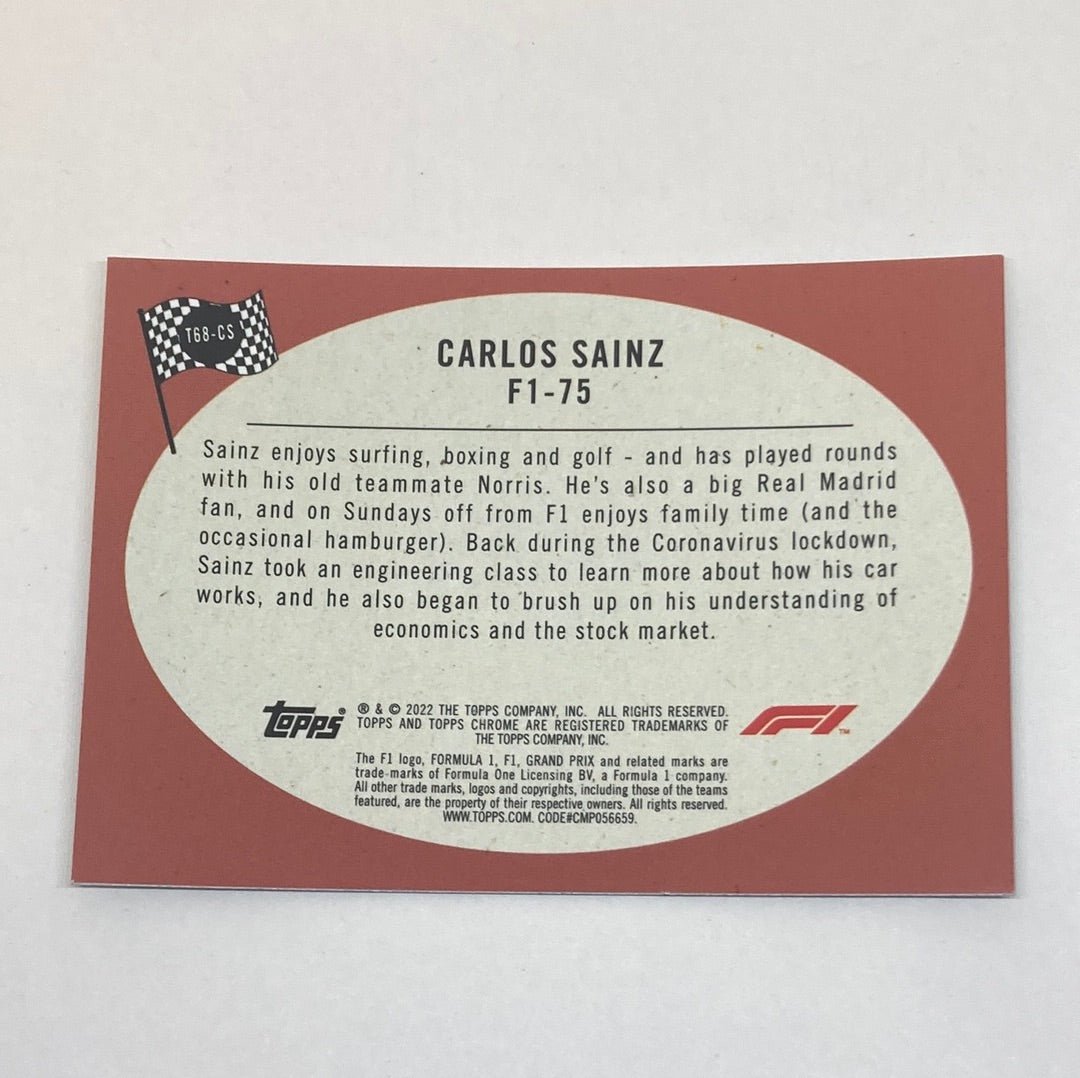 T68-CS
CARLOS SAINZ
F1-75
Sainz enjoys surfing, boxing and golf - and has played rounds
with his old teammate Norris. He's also a big Real Madrid
fan, and on Sundays off from F1 enjoys family time (and the
occasional hamburger). Back during the Coronavirus lockdown,
Sainz took an engineering class to learn more about how his car
works, and he also began to brush up on his understanding of
economics and the stock market.
topps®
® & © 2022 THE TOPPS COMPANY, INC. ALL RIGHTS RESERVED.
TOPPS AND TOPPS CHROME ARE REGISTERED TRADEMARKS OF
THE TOPPS COMPANY, INC.
F1™
The F1 logo, FORMULA 1, F1, GRAND PRIX and related marks are
trade marks of Formula One Licensing BV, a Formula 1 company.
All other trade marks, logos and copyrights, including those of the teams
featured, are the property of their respective owners. All rights reserved.
WWW.TOPPS.COM. CODE#CMP056659.